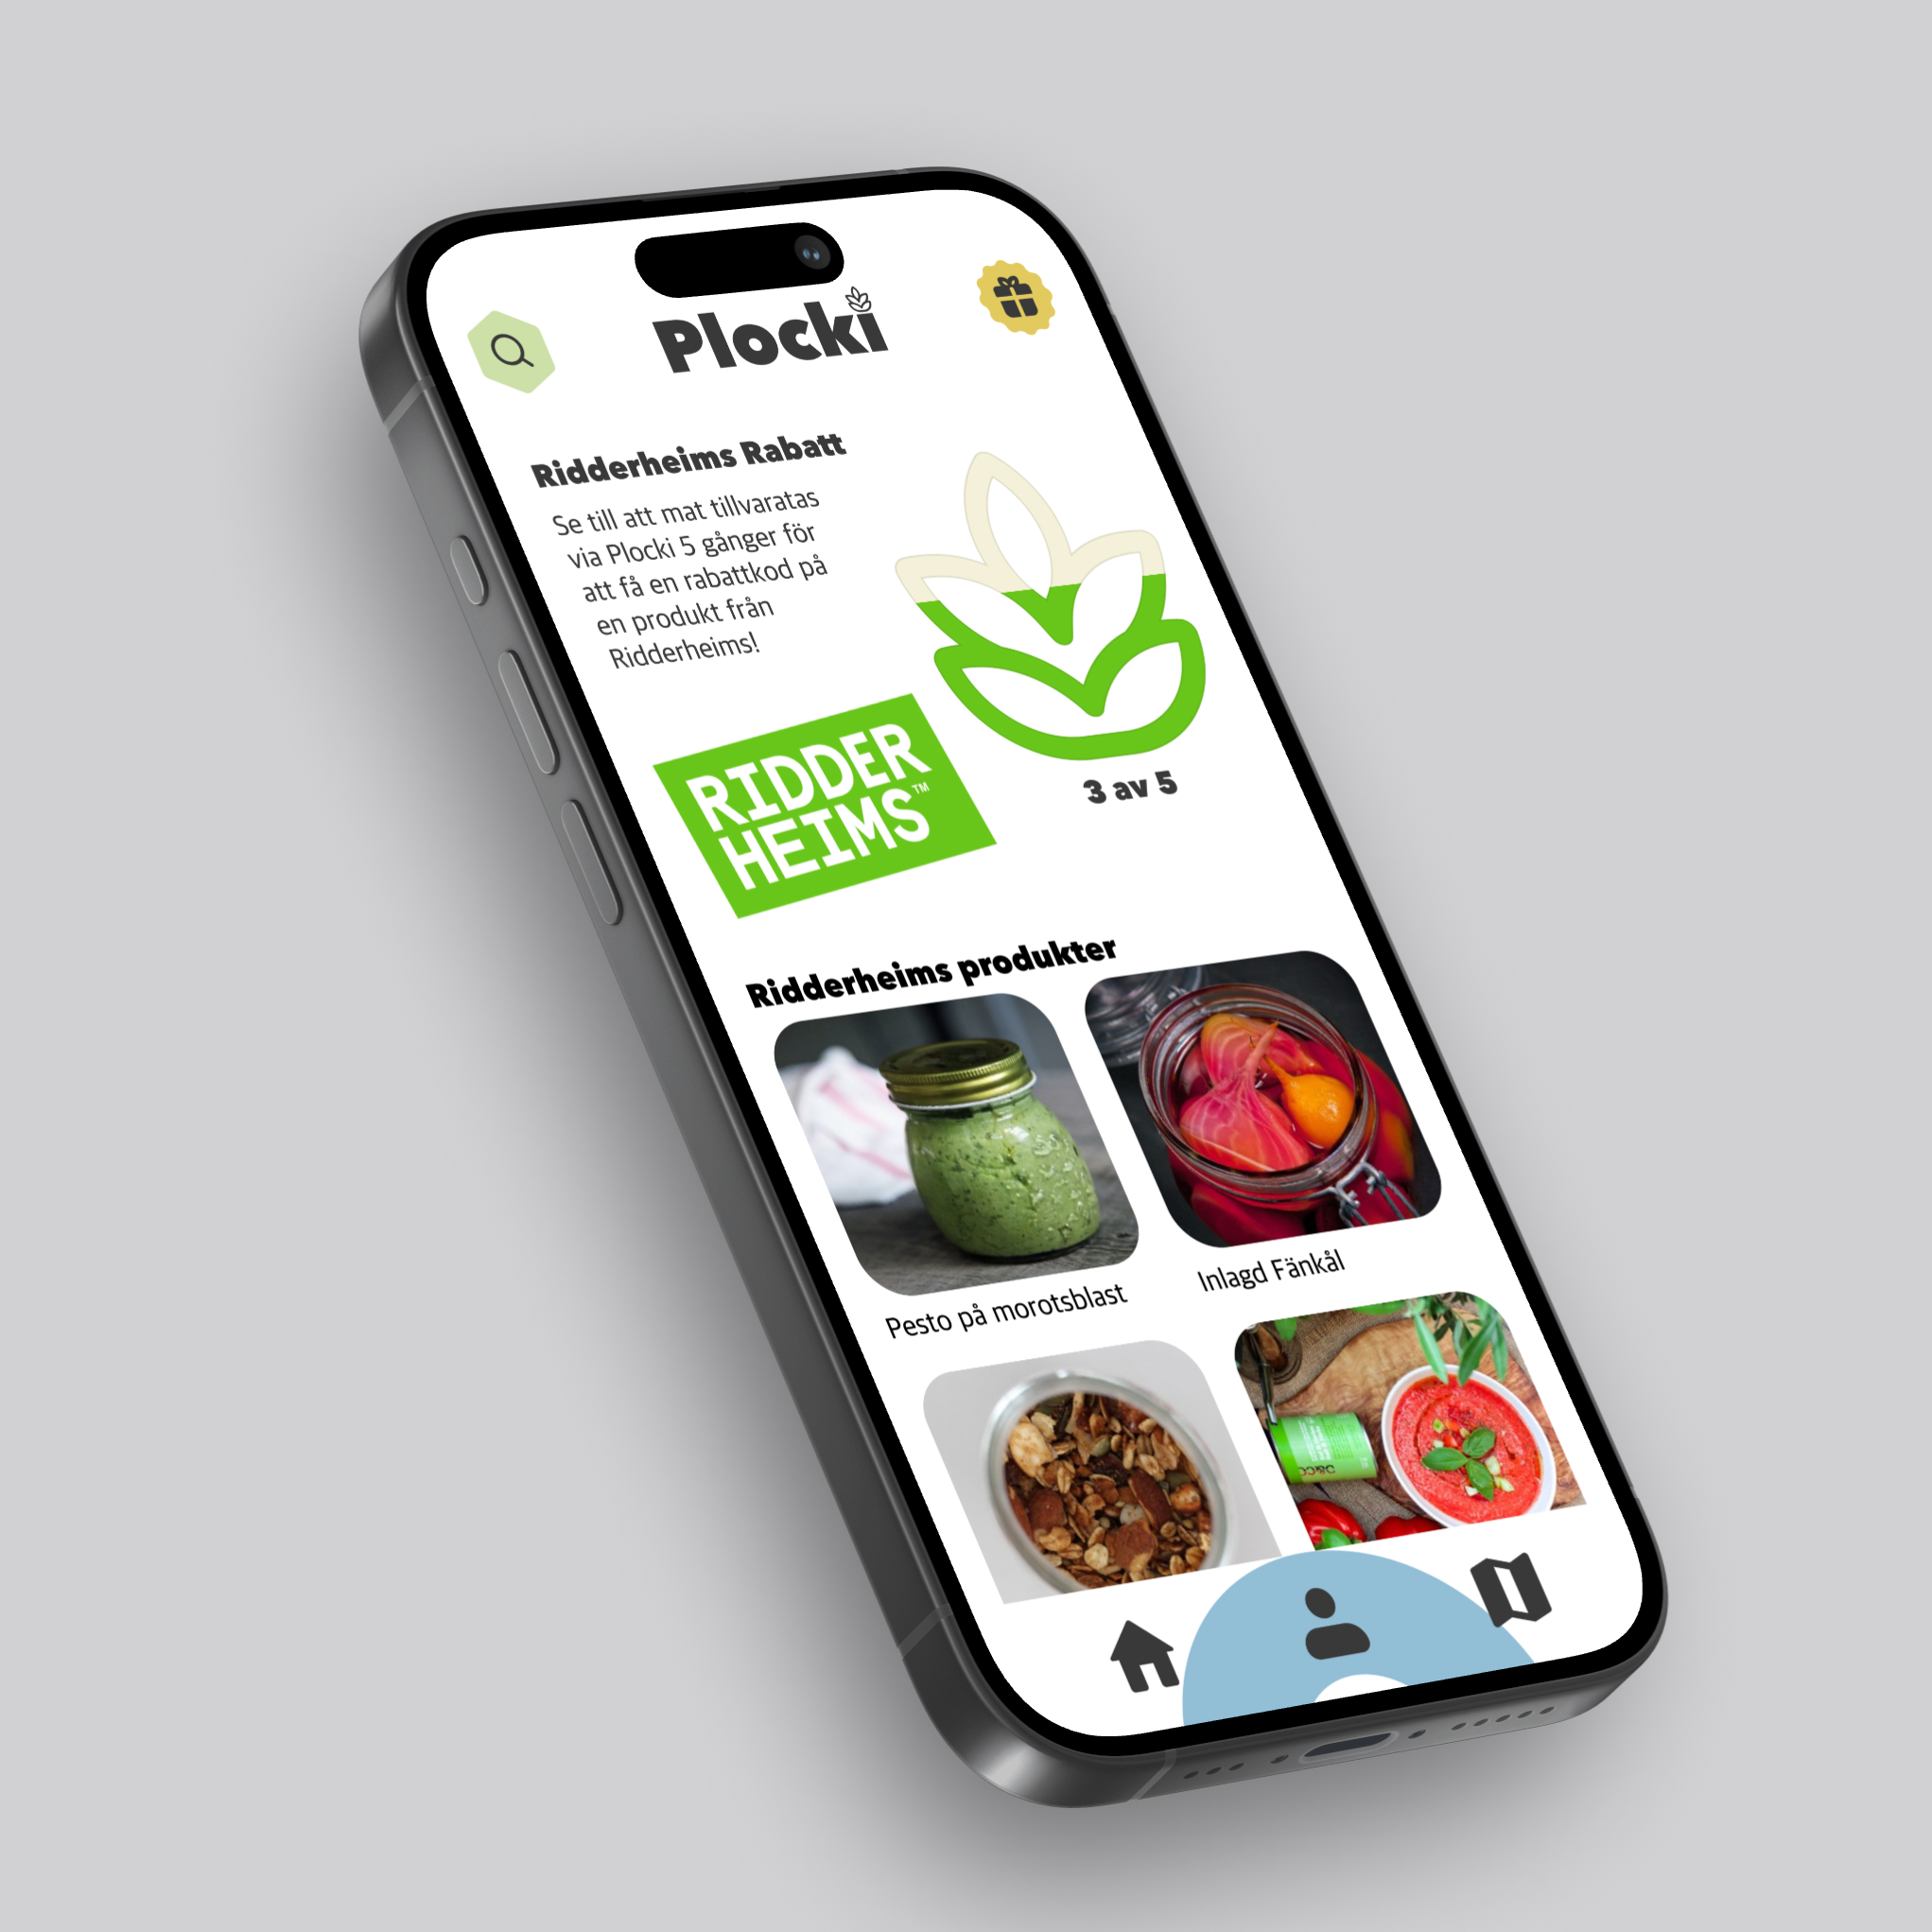 Plocki
Ridderheims Rabatt
Se till att mat tillvaratas
via Plocki 5 gånger för
att få en rabattkod på
en produkt från
Ridderheims!
RIDDER
HEIMS™
3 av 5
Ridderheims produkter
Pesto på morotsblast
Inlagd Fänkål